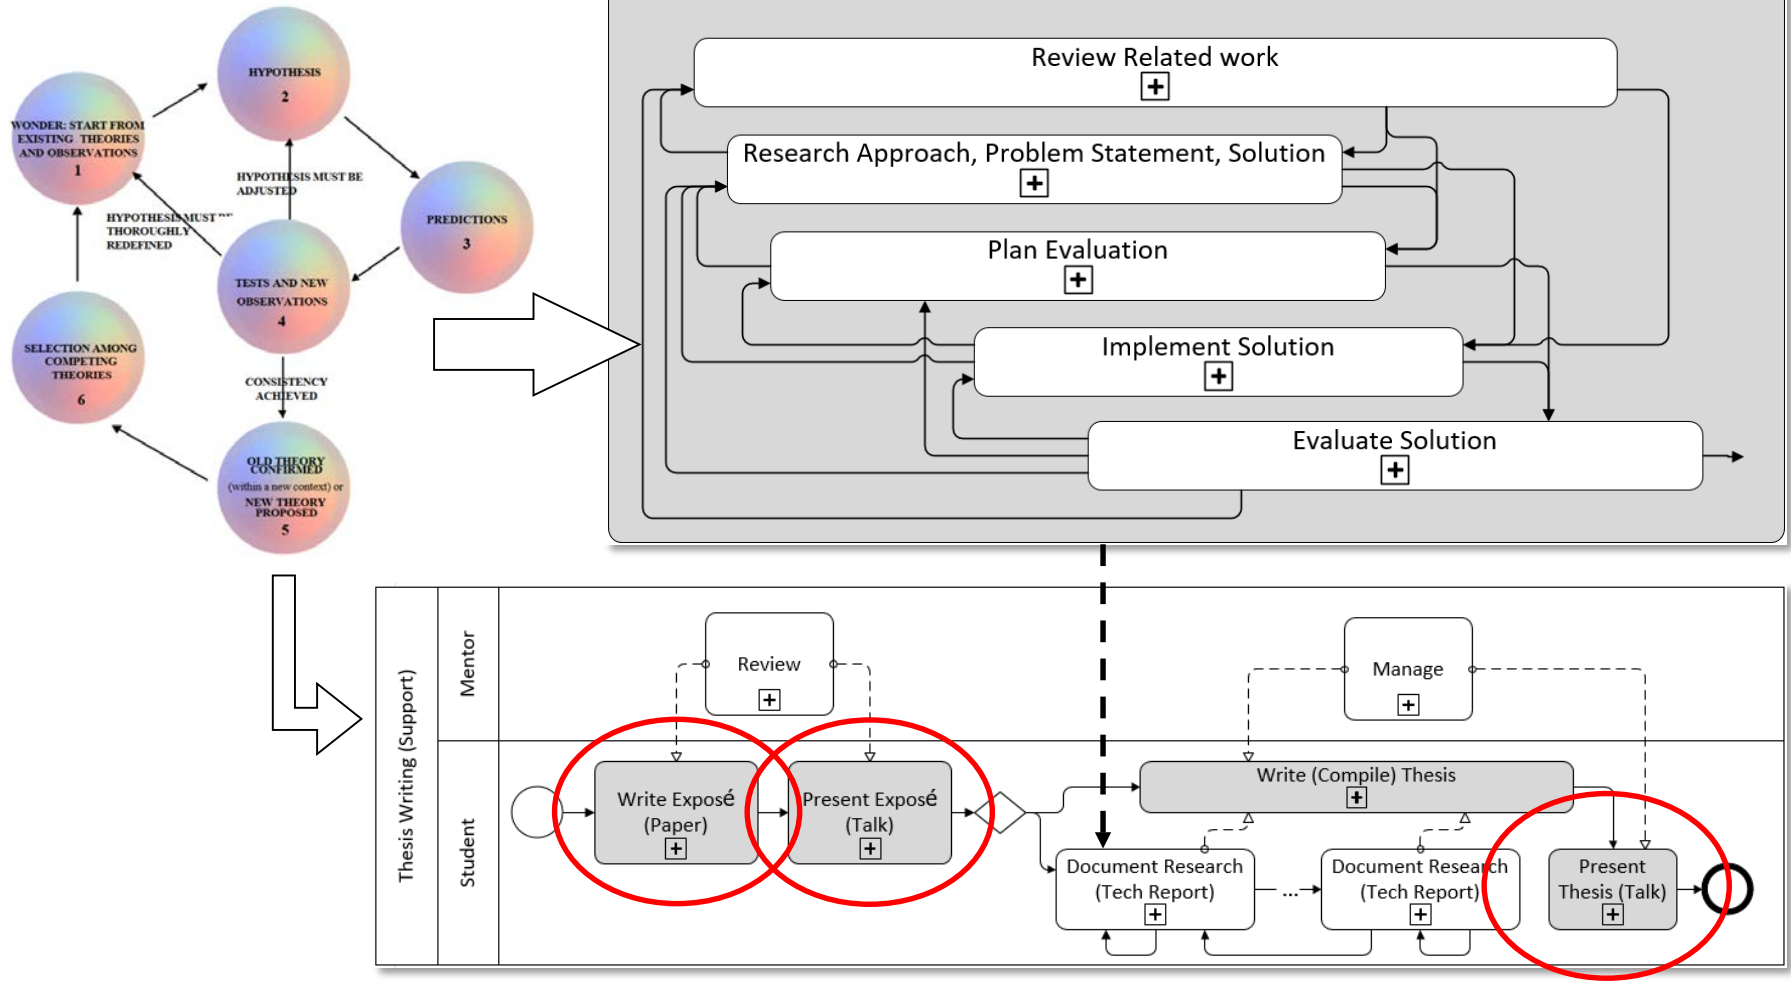 HYPOTHESIS
2
WONDER: START FROM
EXISTING THEORIES
AND OBSERVATIONS
1
HYPOTHESIS MUST BE
ADJUSTED
PREDICTIONS
3
HYPOTHESIS MUST BE
THOROUGHLY
REDEFINED
TESTS AND NEW
OBSERVATIONS
4
SELECTION AMONG
COMPETING
THEORIES
6
CONSISTENCY
ACHIEVED
OLD THEORY
CONFIRMED
(within a new context) or
NEW THEORY
PROPOSED
5
Review Related work
Research Approach, Problem Statement, Solution
Plan Evaluation
Implement Solution
Evaluate Solution
Thesis Writing (Support)
Mentor
Review
Manage
Student
Write Exposé
(Paper)
Present Exposé
(Talk)
Write (Compile) Thesis
Document Research
(Tech Report)
...
Document Research
(Tech Report)
Present
Thesis (Talk)